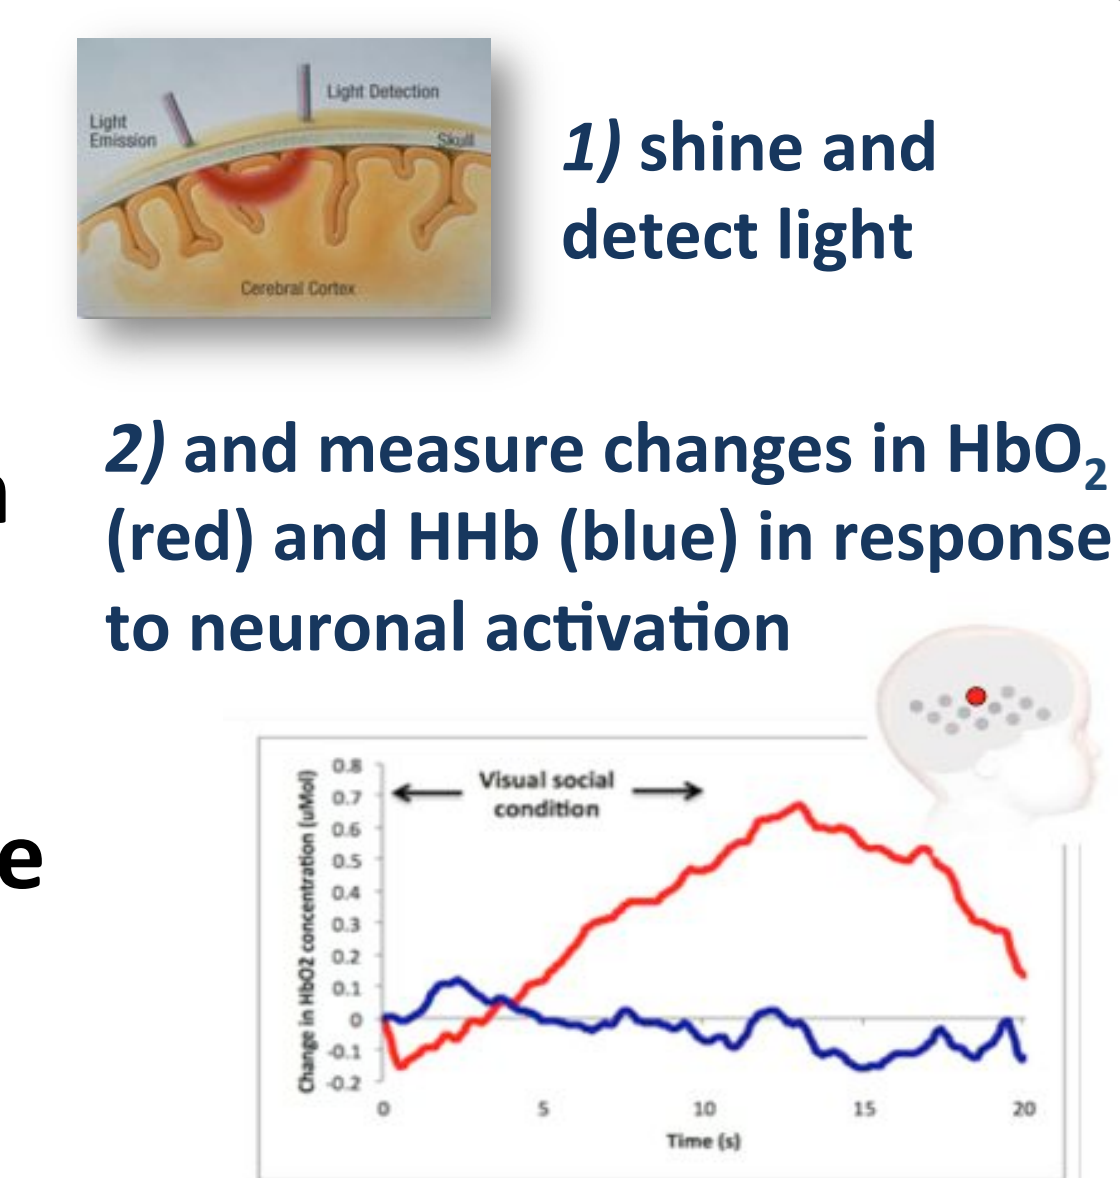 Light Detection
Light
Emission
Skull
Cerebral Cortex
1) shine and
detect light
2) and measure changes in HbO₂
(red) and HHb (blue) in response
to neuronal activation
e
Visual social
condition
Change in HbO2 concentration (uMol)
0.8
0.7
0.6
0.5
0.4
0.3
0.2
0.1
0
-0.1
-0.2
0 5 10 15 20
Time (s)